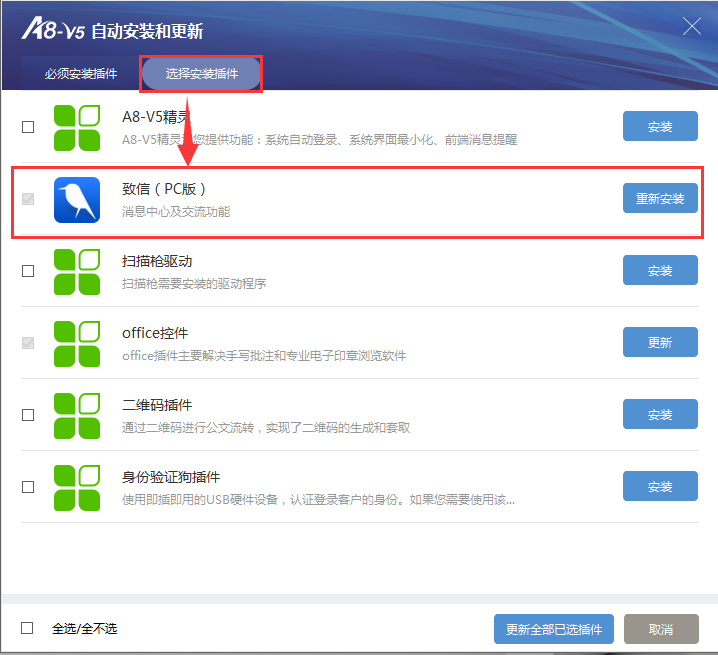 A8-V5 自动安装和更新
必须安装插件 选择安装插件
A8-V5精灵
A8-V5精灵 您提供功能：系统自动登录、系统界面最小化、前端消息提醒
安装
致信（PC版）
消息中心及交流功能
重新安装
扫描枪驱动
扫描枪需要安装的驱动程序
安装
office控件
office插件主要解决手写批注和专业电子印章浏览软件
更新
二维码插件
通过二维码进行公文流转，实现了二维码的生成和套取
安装
身份验证狗插件
使用即插即用的USB硬件设备，认证登录客户的身份。如果您需要使用该...
安装
全选/全不选
更新全部已选插件 取消